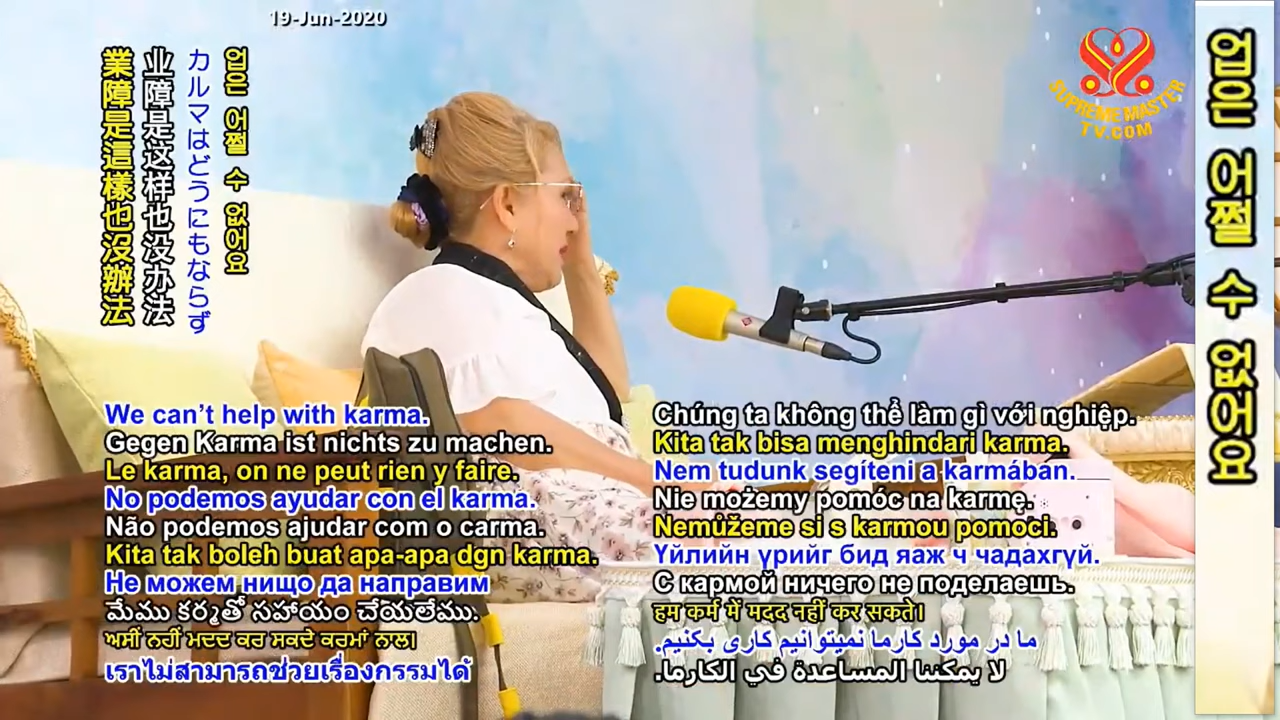 19-Jun-2020
SUPREME MASTER
TV.COM
업은 어쩔 수 없어요
업은 어쩔 수 없어요
カルマはどうにもならず
业障是这样也没办法
業障是這樣也沒辦法
We can't help with karma.
Gegen Karma ist nichts zu machen.
Le karma, on ne peut rien y faire.
No podemos ayudar con el karma.
Não podemos ajudar com o carma.
Kita tak boleh buat apa-apa dgn karma.
Не можем нищо да направим
మేము కర్మతో సహాయం చేయలేము.
ਅਸੀਂ ਨਹੀਂ ਮਦਦ ਕਰ ਸਕਦੇ ਕਰਮਾਂ ਨਾਲ।
เราไม่สามารถช่วยเรื่องกรรมได้
Chúng ta không thể làm gì với nghiệp.
Kita tak bisa menghindari karma.
Nem tudunk segíteni a karmában.
Nie możemy pomóc na karmę.
Nemůžeme si s karmou pomoci.
Үйлийн үрийг бид яаж ч чадахгүй.
С кармой ничего не поделаешь.
हम कर्म में मदद नहीं कर सकते।
ما در مورد کارما نمیتوانیم کاری بکنیم.
لا يمكننا المساعدة في الكارما.